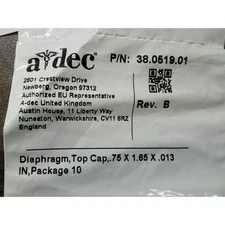 a dec P/N: 38.0519.01
2601 Crestview Drive
Newberg, Oregon 97312
Authorized EU Representative
A-dec United Kingdom
Austin House, 11 Liberty Way
Nuneaton, Warwickshire, CV11 6RZ
England
Rev. B
Diaphragm,Top Cap,.75 X 1.65 X .013
IN,Package 10